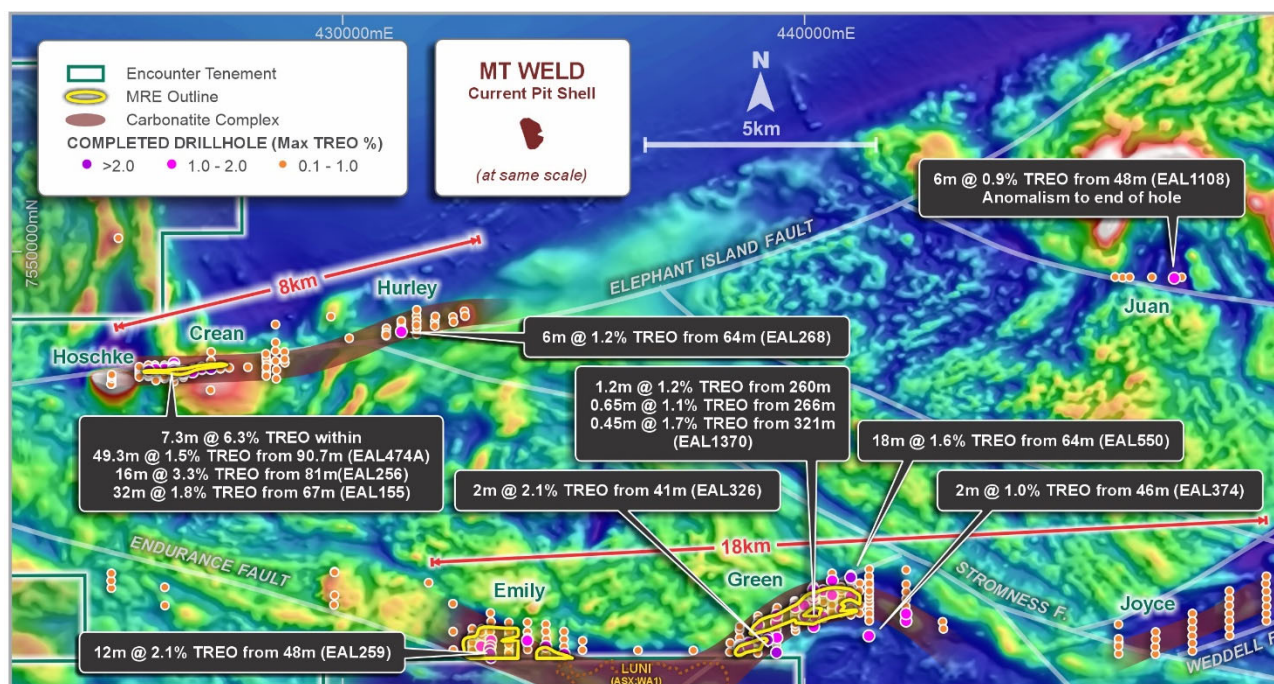 430000mE
440000mE
7550000mN
Encounter Tenement
MRE Outline
Carbonatite Complex
COMPLETED DRILLHOLE (Max TREO %)
>2.0
1.0 - 2.0
0.1 - 1.0
MT WELD
Current Pit Shell
(at same scale)
N
5km
6m @ 0.9% TREO from 48m (EAL1108)
Anomalism to end of hole
Juan
ELEPHANT ISLAND FAULT
8km
Hurley
Crean
Hoschke
6m @ 1.2% TREO from 64m (EAL268)
7.3m @ 6.3% TREO within
49.3m @ 1.5% TREO from 90.7m (EAL474A)
16m @ 3.3% TREO from 81m(EAL256)
32m @ 1.8% TREO from 67m (EAL155)
1.2m @ 1.2% TREO from 260m
0.65m @ 1.1% TREO from 266m
0.45m @ 1.7% TREO from 321m
(EAL1370)
18m @ 1.6% TREO from 64m (EAL550)
2m @ 2.1% TREO from 41m (EAL326)
2m @ 1.0% TREO from 46m (EAL374)
18km
ENDURANCE FAULT
STROMNESS F.
Emily
Green
Joyce
WEDDELL F
12m @ 2.1% TREO from 48m (EAL259)
LUNI
(ASX:WA1)